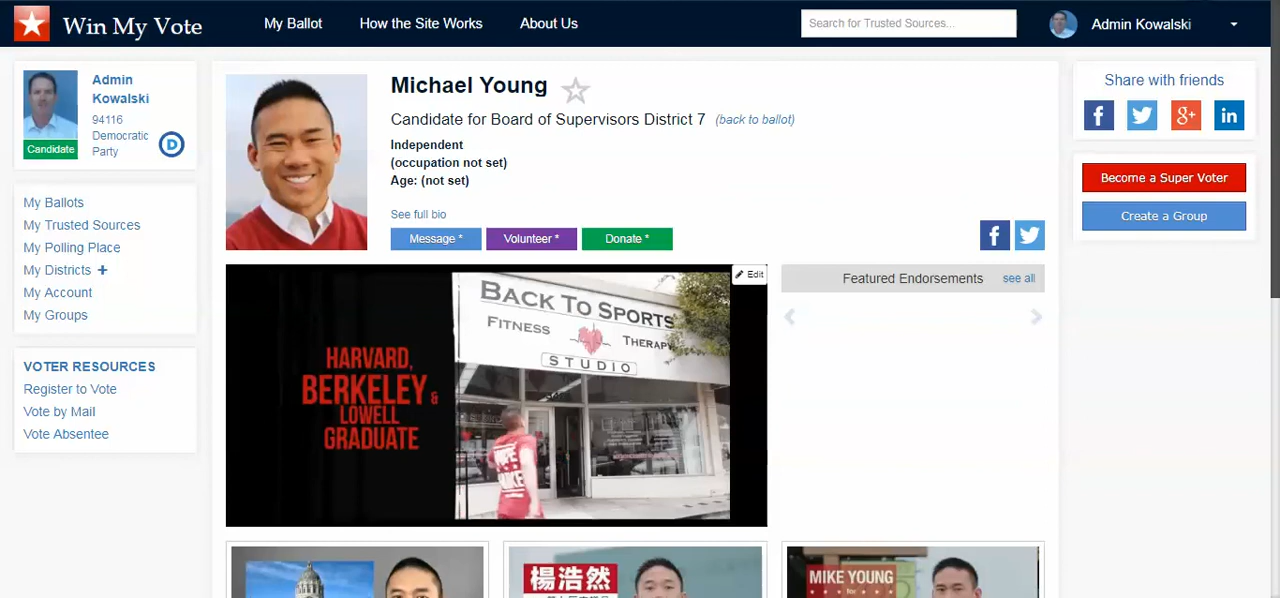 Win My Vote
My Ballot
How the Site Works
About Us
Search for Trusted Sources...
Admin Kowalski
Admin
Kowalski
94116
Democratic
Party
D
Candidate
My Ballots
My Trusted Sources
My Polling Place
My Districts +
My Account
My Groups
VOTER RESOURCES
Register to Vote
Vote by Mail
Vote Absentee
Michael Young
Candidate for Board of Supervisors District 7 (back to ballot)
Independent
(occupation not set)
Age: (not set)
See full bio
Message *
Volunteer *
Donate *
Edit
HARVARD,
BERKELEY &
LOWELL
GRADUATE
BACK TO SPORTS
FITNESS THERAPY
STUDIO
Featured Endorsements
see all
楊浩然
MIKE YOUNG
Share with friends
Become a Super Voter
Create a Group